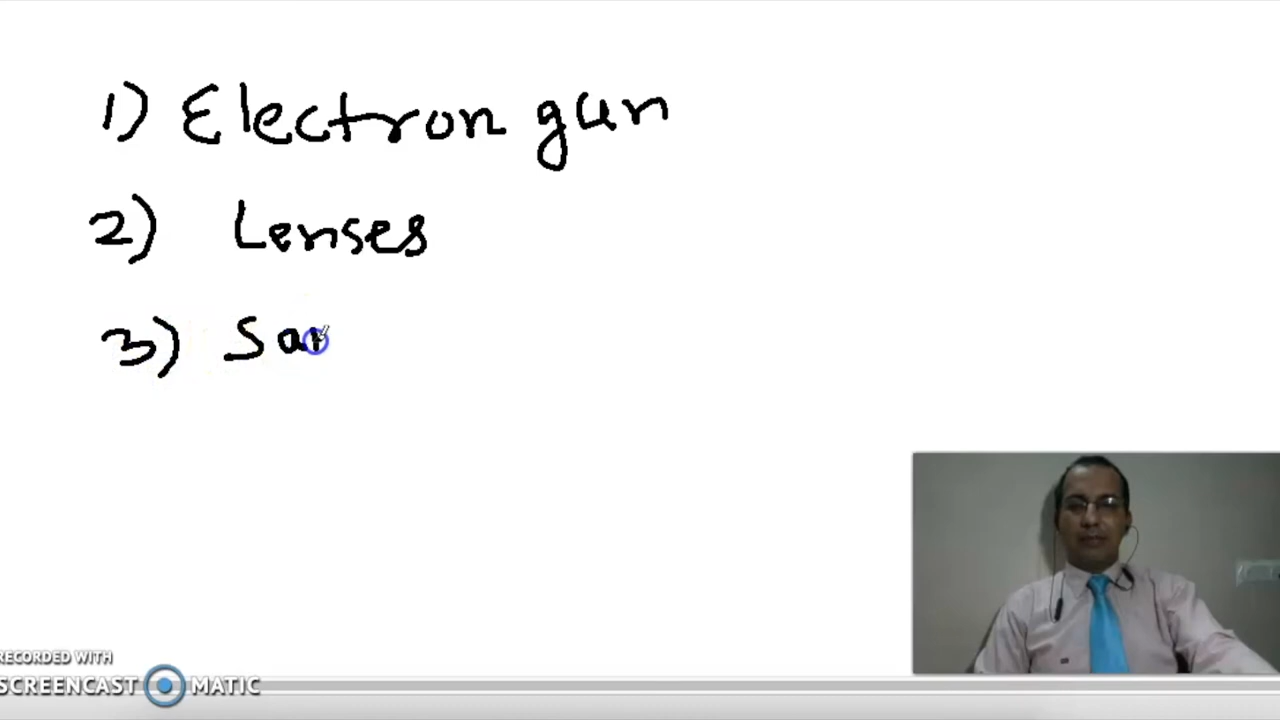 1) Electron gun
2) Lenses
3) Sa
RECORDED WITH
SCREENCAST MATIC